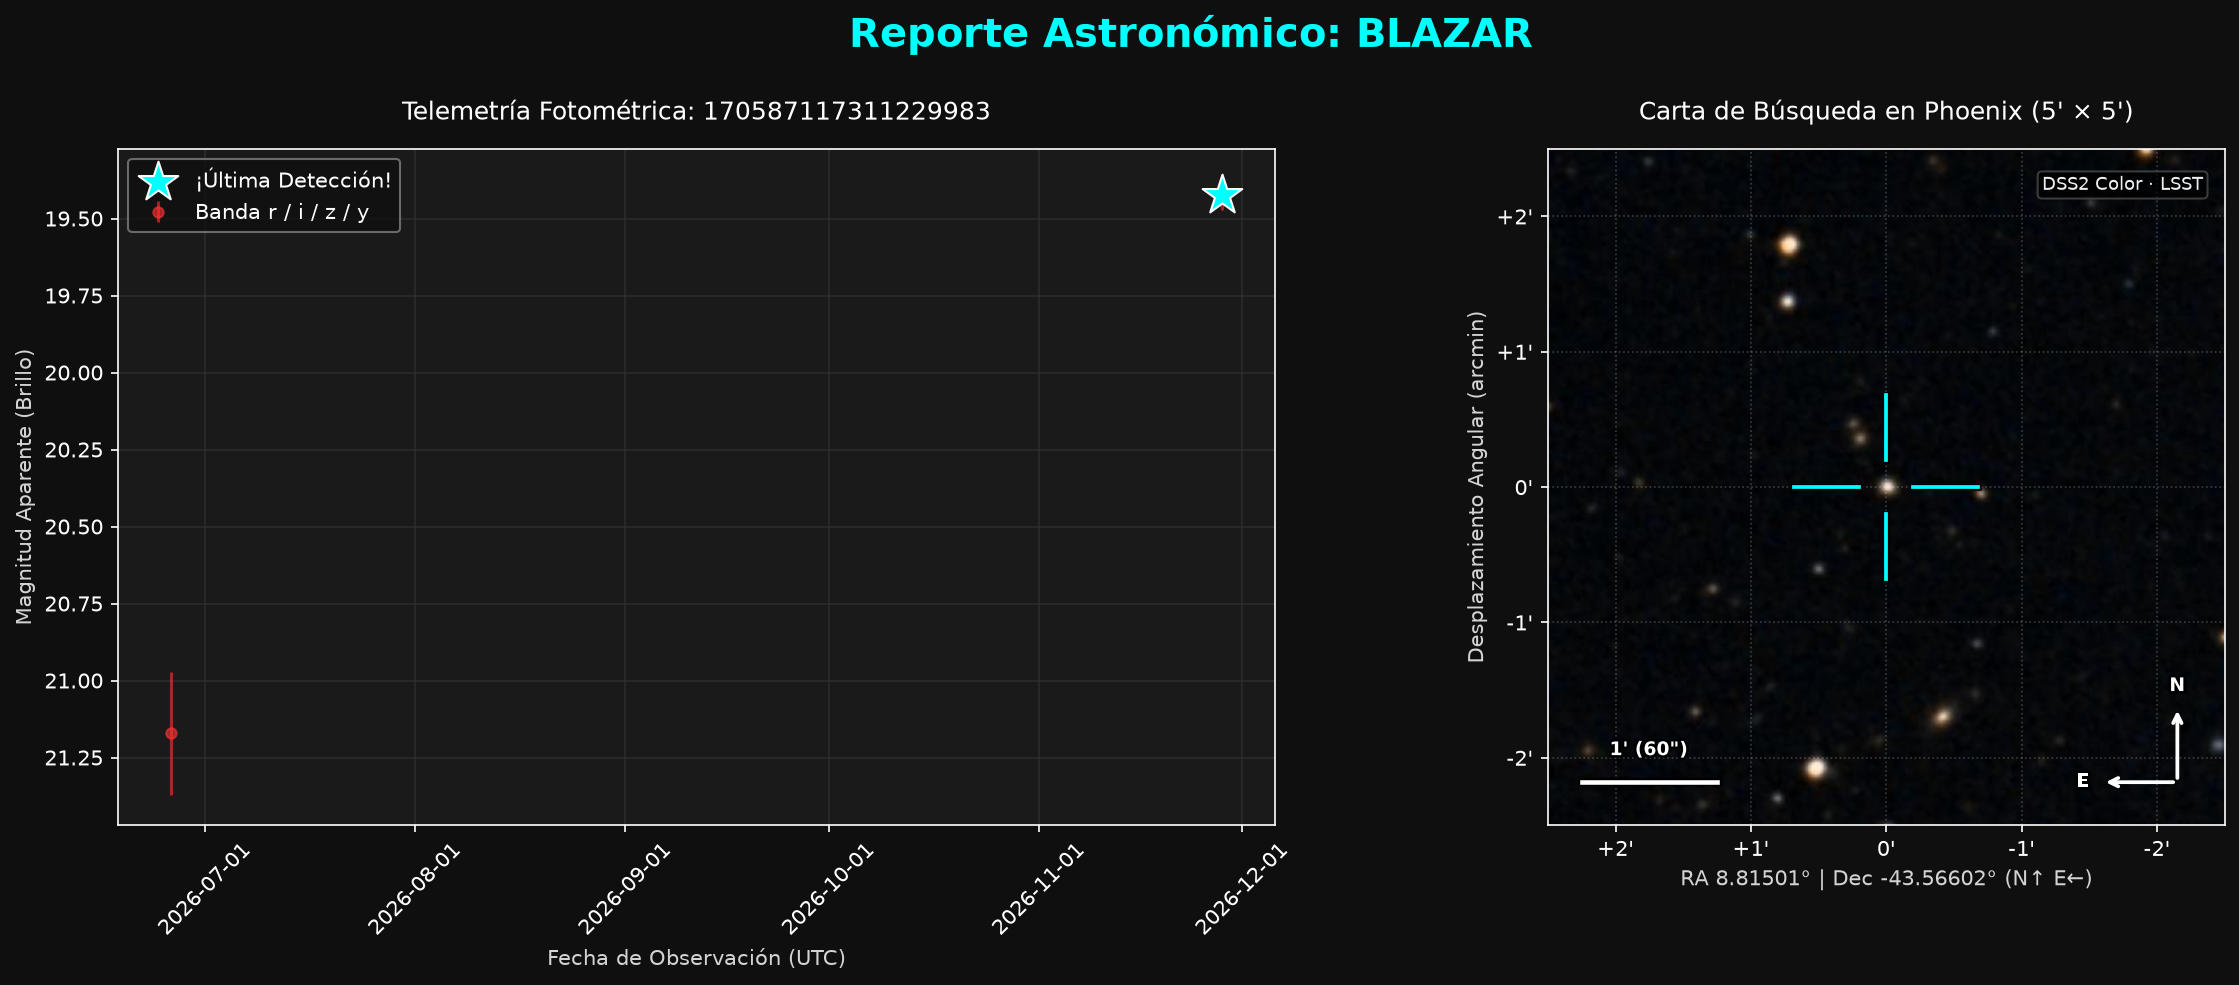 Reporte Astronómico: BLAZAR
Telemetría Fotométrica: 170587117311229983
¡Última Detección!
Banda r / i / z / y
Magnitud Aparente (Brillo)
19.50
19.75
20.00
20.25
20.50
20.75
21.00
21.25
2026-07-01
2026-08-01
2026-09-01
2026-10-01
2026-11-01
2026-12-01
Fecha de Observación (UTC)
Carta de Búsqueda en Phoenix (5' × 5')
DSS2 Color · LSST
Desplazamiento Angular (arcmin)
+2'
+1'
0'
-1'
-2'
N
E
1' (60")
+2'
+1'
0'
-1'
-2'
RA 8.81501° | Dec -43.56602° (N↑ E←)